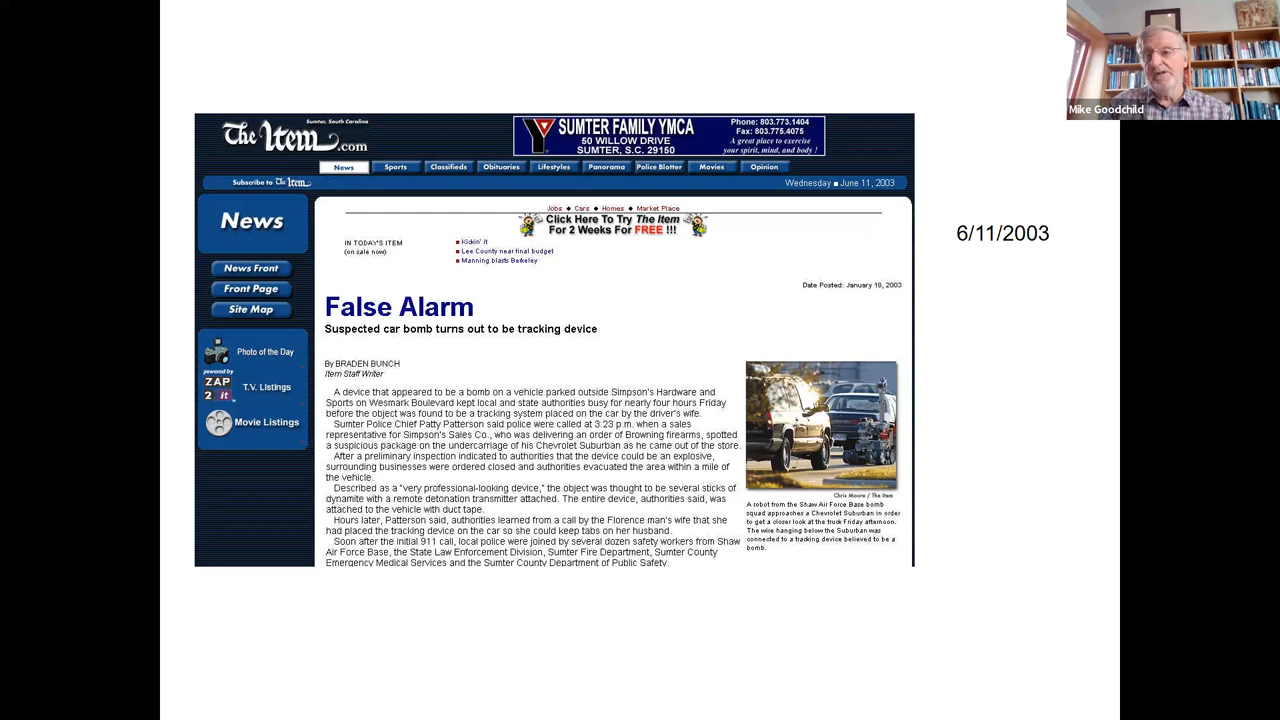 Mike Goodchild
Sumter, South Carolina
The Item.com
SUMTER FAMILY YMCA
50 WILLOW DRIVE
SUMTER, S.C. 29150
Phone: 803.773.1404
Fax: 803.775.4075
A great place to exercise
your spirit, mind, and body !
News Sports Classifieds Obituaries Lifestyles Panorama Police Blotter Movies Opinion
Subscribe to The Item
Wednesday ■ June 11, 2003
6/11/2003
News
News Front
Front Page
Site Map
Photo of the Day
powered by
ZAP
2 it
T.V. Listings
Movie Listings
Jobs ◆ Cars ◆ Homes ◆ Market Place
Click Here To Try The Item
For 2 Weeks For FREE !!!
IN TODAY'S ITEM
(on sale now)
■ Kickin' it
■ Lee County near final budget
■ Manning blasts Berkeley
Date Posted: January 18, 2003
False Alarm
Suspected car bomb turns out to be tracking device
By BRADEN BUNCH
Item Staff Writer
A device that appeared to be a bomb on a vehicle parked outside Simpson's Hardware and
Sports on Wesmark Boulevard kept local and state authorities busy for nearly four hours Friday
before the object was found to be a tracking system placed on the car by the driver's wife.
Sumter Police Chief Patty Patterson said police were called at 3:23 p.m. when a sales
representative for Simpson's Sales Co., who was delivering an order of Browning firearms, spotted
a suspicious package on the undercarriage of his Chevrolet Suburban as he came out of the store.
After a preliminary inspection indicated to authorities that the device could be an explosive,
surrounding businesses were ordered closed and authorities evacuated the area within a mile of
the vehicle.
Described as a "very professional-looking device," the object was thought to be several sticks of
dynamite with a remote detonation transmitter attached. The entire device, authorities said, was
attached to the vehicle with duct tape.
Hours later, Patterson said, authorities learned from a call by the Florence man's wife that she
had placed the tracking device on the car so she could keep tabs on her husband.
Soon after the initial 911 call, local police were joined by several dozen safety workers from Shaw
Air Force Base, the State Law Enforcement Division, Sumter Fire Department, Sumter County
Emergency Medical Services and the Sumter County Department of Public Safety.
Chris Moore / The Item
A robot from the Shaw Air Force Base bomb
squad approaches a Chevrolet Suburban in order
to get a closer look at the truck Friday afternoon.
The wire hanging below the Suburban was
connected to a tracking device believed to be a
bomb.